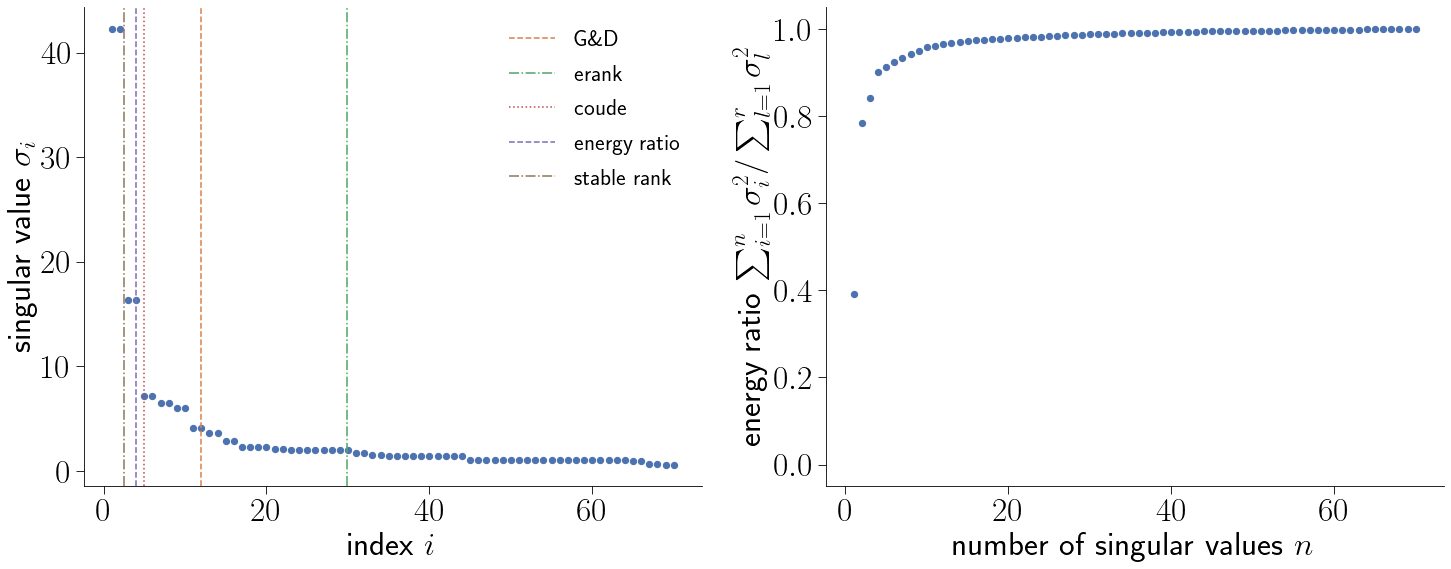 singular value σ_i
40
30
20
10
0
0 20 40 60
index i
G&D
erank
coude
energy ratio
stable rank
energy ratio ∑_{i=1}^{n} σ_i^2 / ∑_{l=1}^{r} σ_l^2
1.0
0.8
0.6
0.4
0.2
0.0
0 20 40 60
number of singular values n